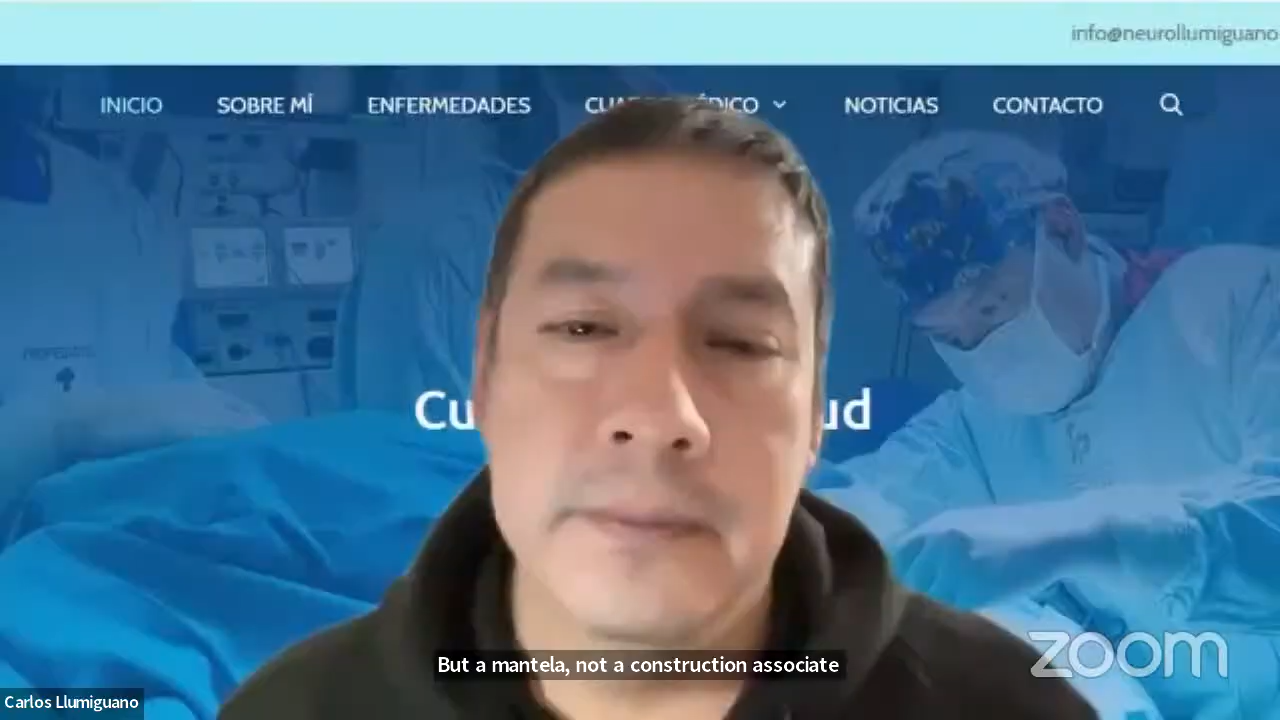 info@neurollumiguano
INICIO SOBRE MÍ ENFERMEDADES NOTICIAS CONTACTO
But a mantela, not a construction associate
zoom
Carlos Llumiguano